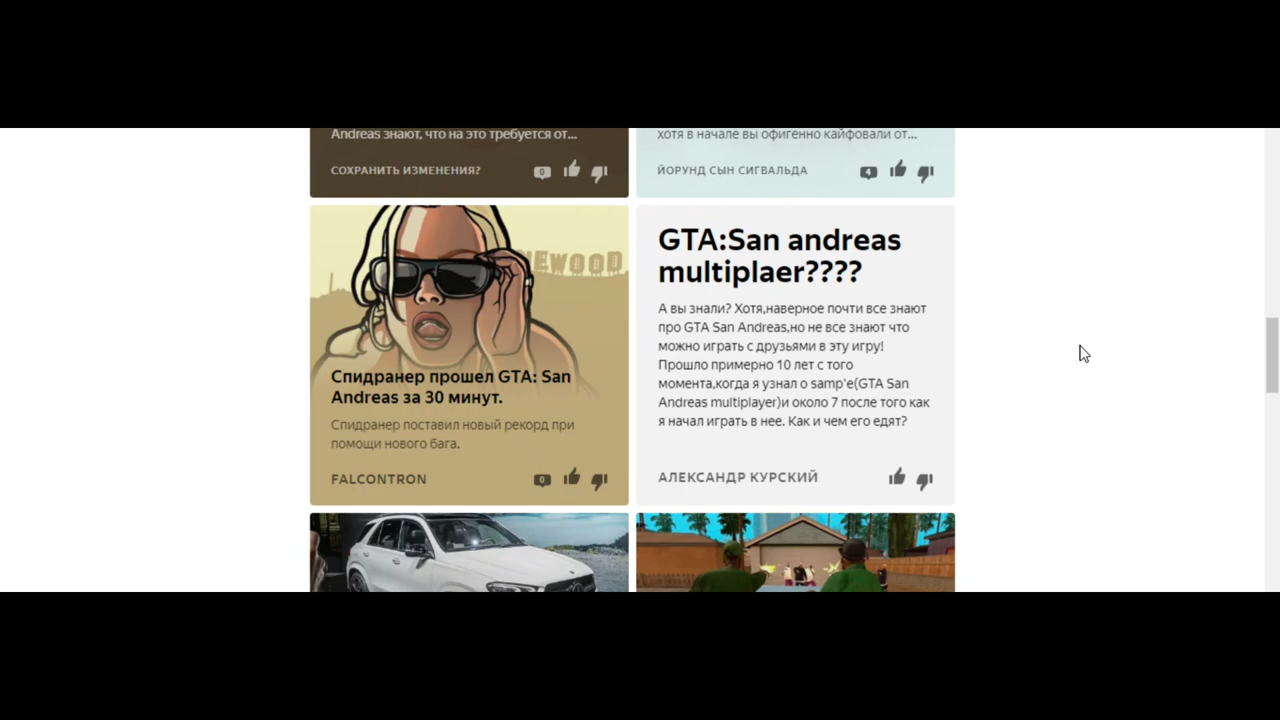 Andreas знают, что на это требуется от...
СОХРАНИТЬ ИЗМЕНЕНИЯ?
0
хотя в начале вы офигенно кайфовали от...
ЙОРУНД СЫН СИГВАЛЬДА
4
NEWOOD
Спидранер прошел GTA: San
Andreas за 30 минут.
Спидранер поставил новый рекорд при
помощи нового бага.
FALCONTRON
0
GTA:San andreas
multiplaer????
А вы знали? Хотя,наверное почти все знают
про GTA San Andreas,но не все знают что
можно играть с друзьями в эту игру!
Прошло примерно 10 лет с того
момента,когда я узнал о samp'e(GTA San
Andreas multiplayer)и около 7 после того как
я начал играть в нее. Как и чем его едят?
АЛЕКСАНДР КУРСКИЙ